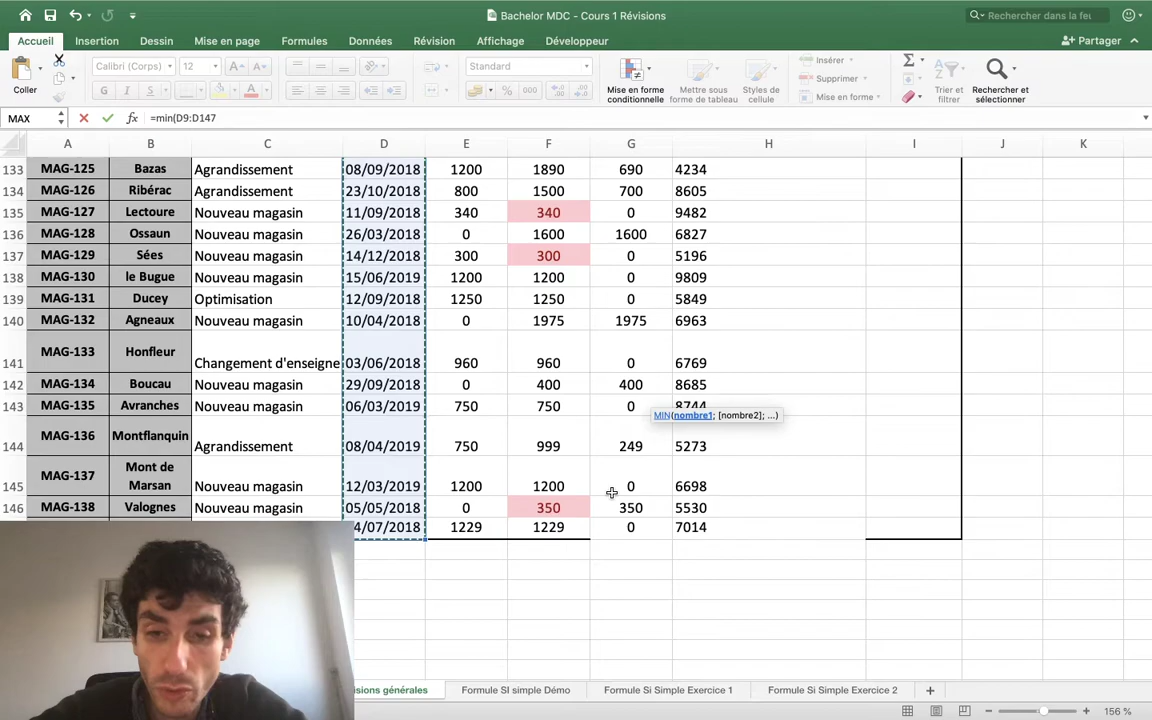 Bachelor MDC - Cours 1 Révisions
Rechercher dans la feu
Accueil Insertion Dessin Mise en page Formules Données Révision Affichage Développeur
Partager
Coller
Calibri (Corps) 12 A A
G I S A
Standard
% 000
Mise en forme conditionnelle
Mettre sous forme de tableau
Styles de cellule
Insérer
Supprimer
Mise en forme
Trier et filtrer
Rechercher et sélectionner
MAX fx =min(D9:D147
A B C D E F G H I J K
133 MAG-125 Bazas Agrandissement 08/09/2018 1200 1890 690 4234
134 MAG-126 Ribérac Agrandissement 23/10/2018 800 1500 700 8605
135 MAG-127 Lectoure Nouveau magasin 11/09/2018 340 340 0 9482
136 MAG-128 Ossaun Nouveau magasin 26/03/2018 0 1600 1600 6827
137 MAG-129 Sées Nouveau magasin 14/12/2018 300 300 0 5196
138 MAG-130 le Bugue Nouveau magasin 15/06/2019 1200 1200 0 9809
139 MAG-131 Ducey Optimisation 12/09/2018 1250 1250 0 5849
140 MAG-132 Agneaux Nouveau magasin 10/04/2018 0 1975 1975 6963
141 MAG-133 Honfleur Changement d'enseigne 03/06/2018 960 960 0 6769
142 MAG-134 Boucau Nouveau magasin 29/09/2018 0 400 400 8685
143 MAG-135 Avranches Nouveau magasin 06/03/2019 750 750 0 8744
MIN(nombre1; [nombre2]; ...)
144 MAG-136 Montflanquin Agrandissement 08/04/2019 750 999 249 5273
145 MAG-137 Mont de Marsan Nouveau magasin 12/03/2019 1200 1200 0 6698
146 MAG-138 Valognes Nouveau magasin 05/05/2018 0 350 350 5530
4/07/2018 1229 1229 0 7014
isions générales Formule SI simple Démo Formule Si Simple Exercice 1 Formule Si Simple Exercice 2
156 %